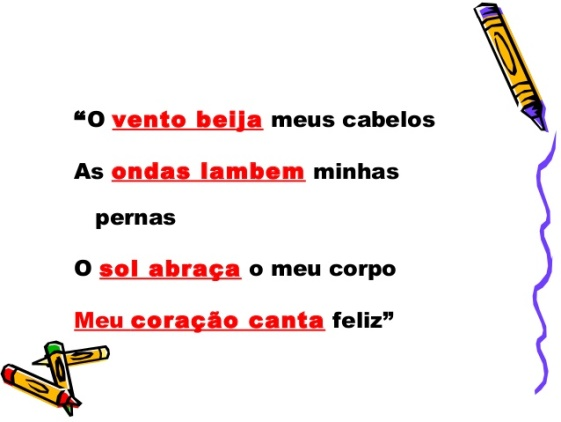 “O vento beija meus cabelos
As ondas lambem minhas
pernas
O sol abraça o meu corpo
Meu coração canta feliz”